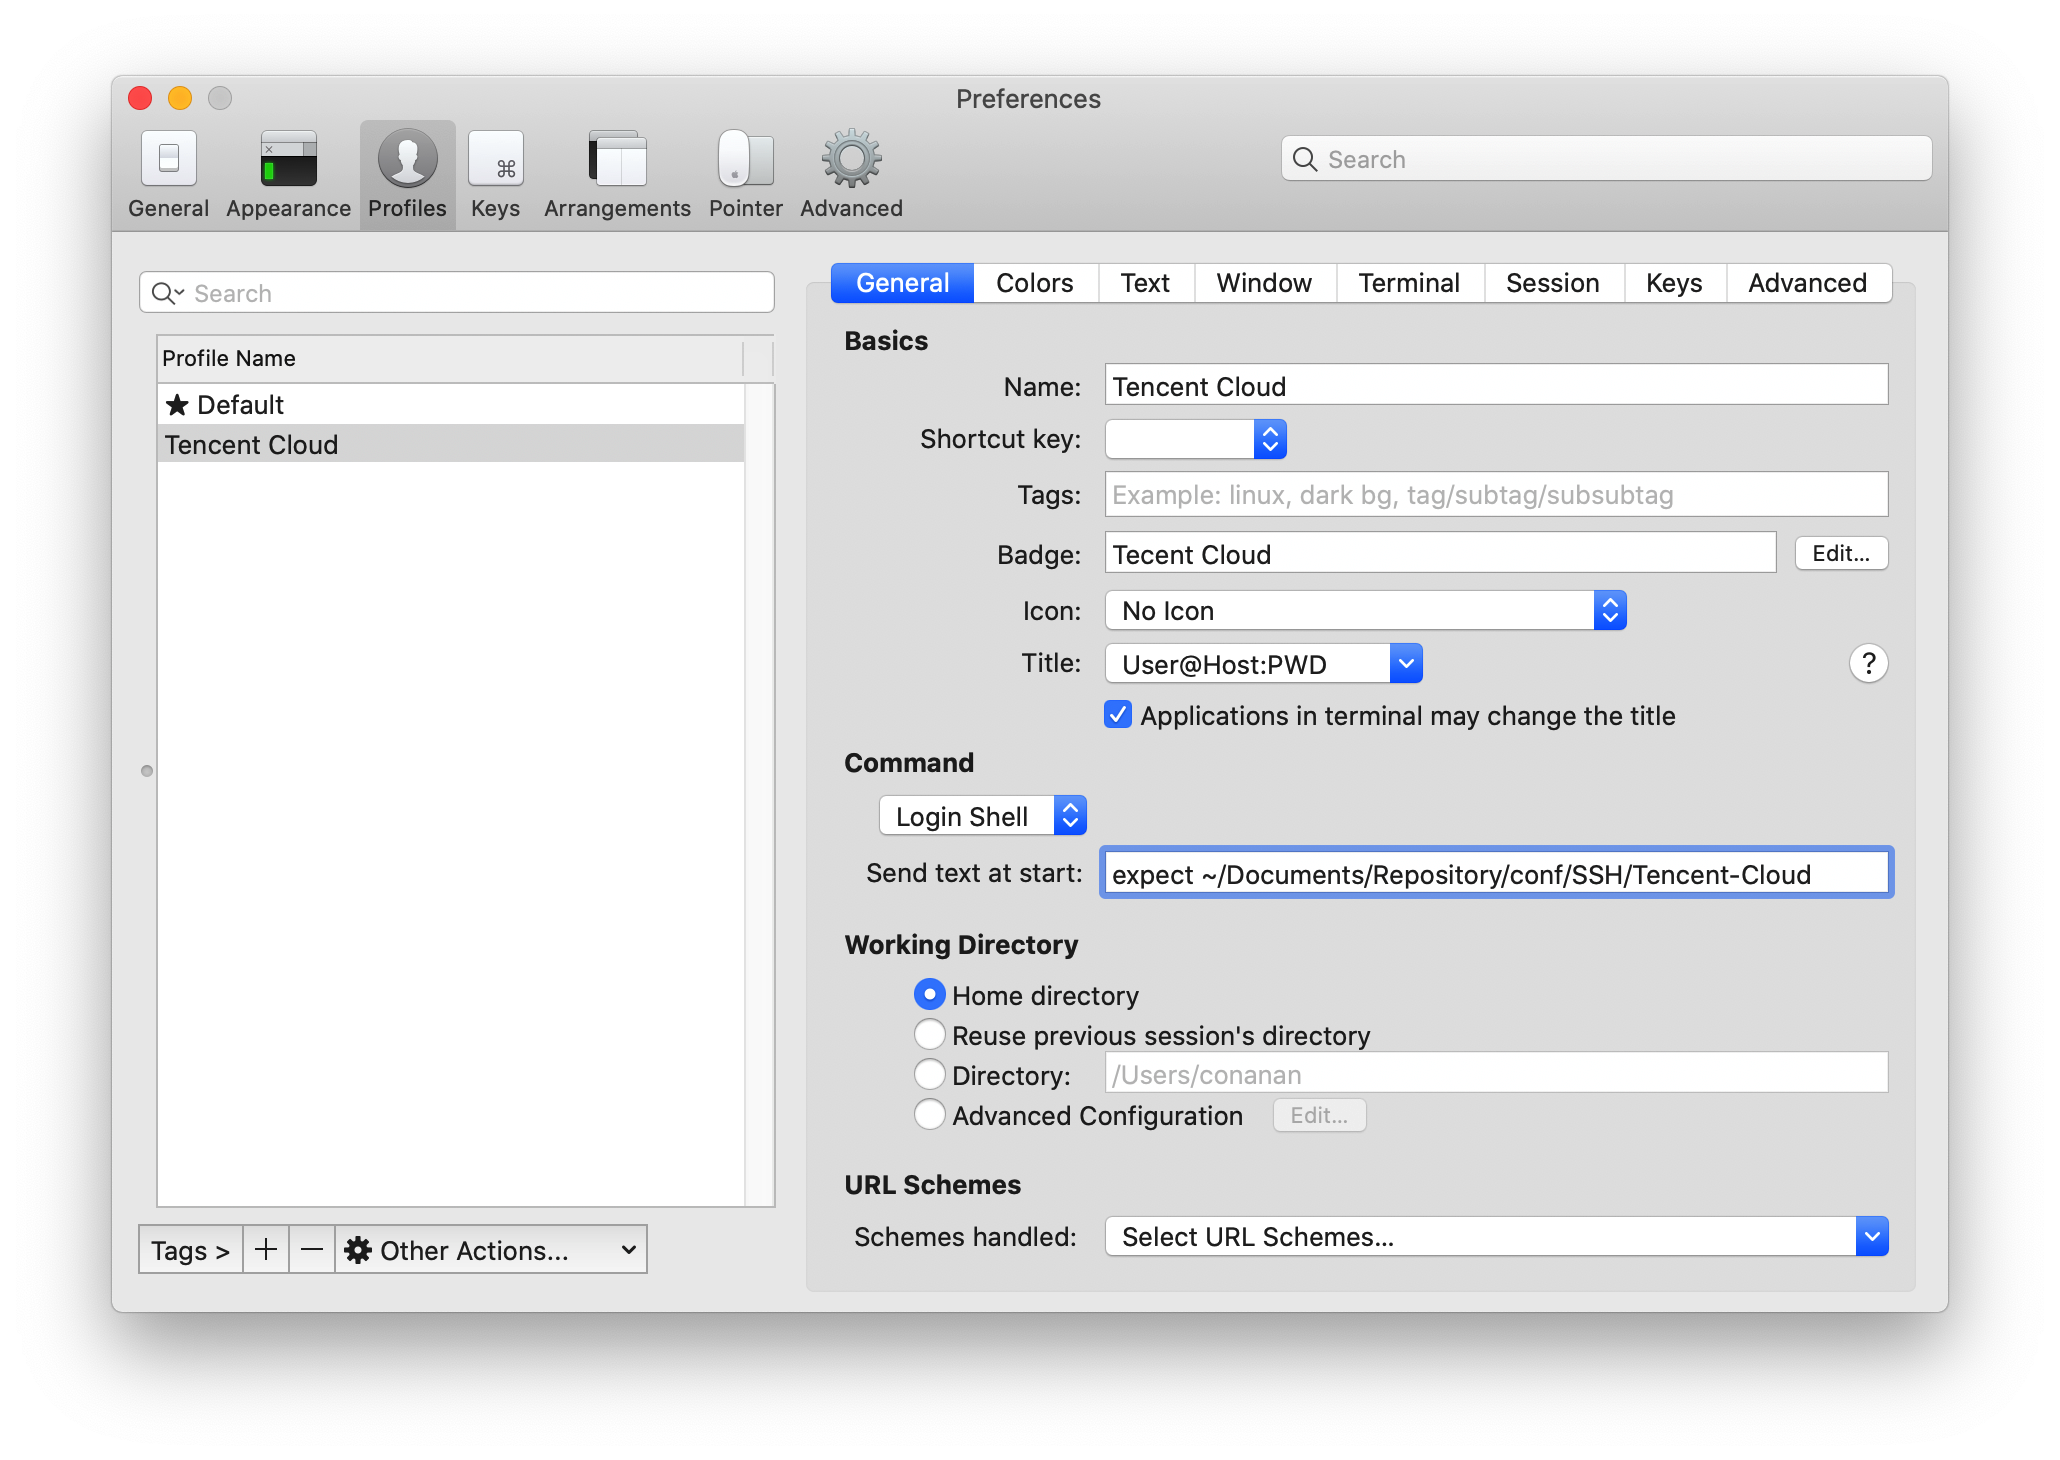 Preferences
General Appearance Profiles Keys Arrangements Pointer Advanced
Search
Search
Profile Name
★ Default
Tencent Cloud
Tags >
+
—
Other Actions...
General Colors Text Window Terminal Session Keys Advanced
Basics
Name: Tencent Cloud
Shortcut key:
Tags: Example: linux, dark bg, tag/subtag/subsubtag
Badge: Tecent Cloud Edit...
Icon: No Icon
Title: User@Host:PWD ?
Applications in terminal may change the title
Command
Login Shell
Send text at start: expect ~/Documents/Repository/conf/SSH/Tencent-Cloud
Working Directory
Home directory
Reuse previous session's directory
Directory: /Users/conanan
Advanced Configuration Edit...
URL Schemes
Schemes handled: Select URL Schemes...